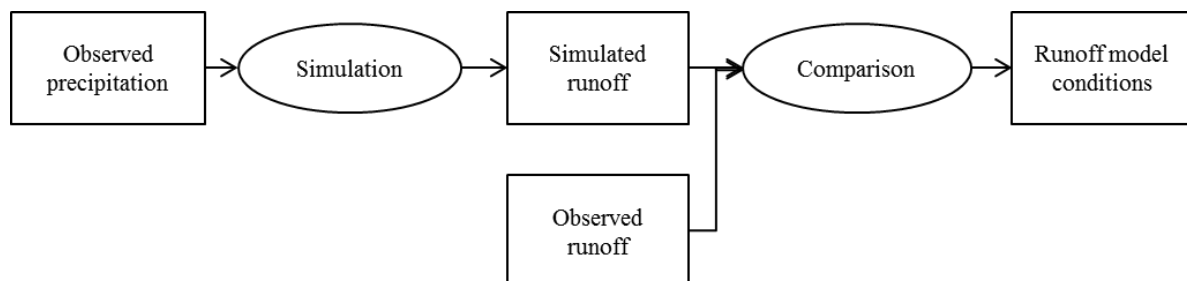 Observed
precipitation
Simulation
Simulated
runoff
Comparison
Runoff model
conditions
Observed
runoff